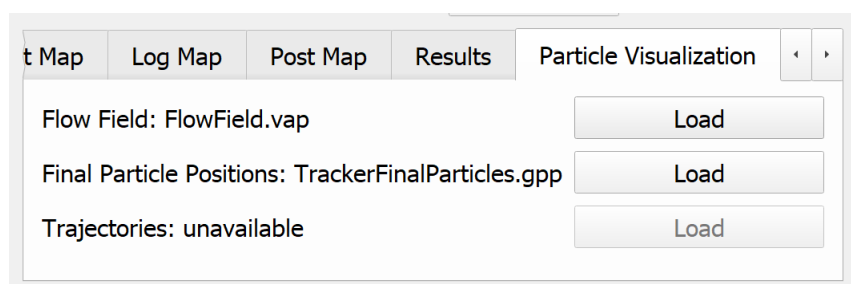 t Map Log Map Post Map Results Particle Visualization
Flow Field: FlowField.vap Load
Final Particle Positions: TrackerFinalParticles.gpp Load
Trajectories: unavailable Load